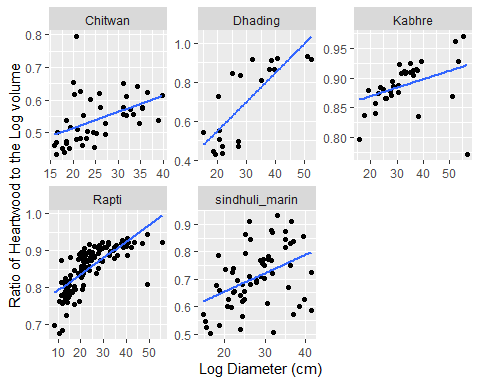 Chitwan Dhading Kabhre
0.8 1.0 0.95
0.7 0.8 0.90
0.6 0.6 0.85
0.5 0.4 0.80
15 20 25 30 35 40 20 30 40 50 20 30 40 50
Rapti sindhuli_marin
1.0 0.9
0.9 0.8
0.8 0.7
0.7 0.6
0.5
10 20 30 40 50 20 30 40
Ratio of Heartwood to the Log volume
Log Diameter (cm)